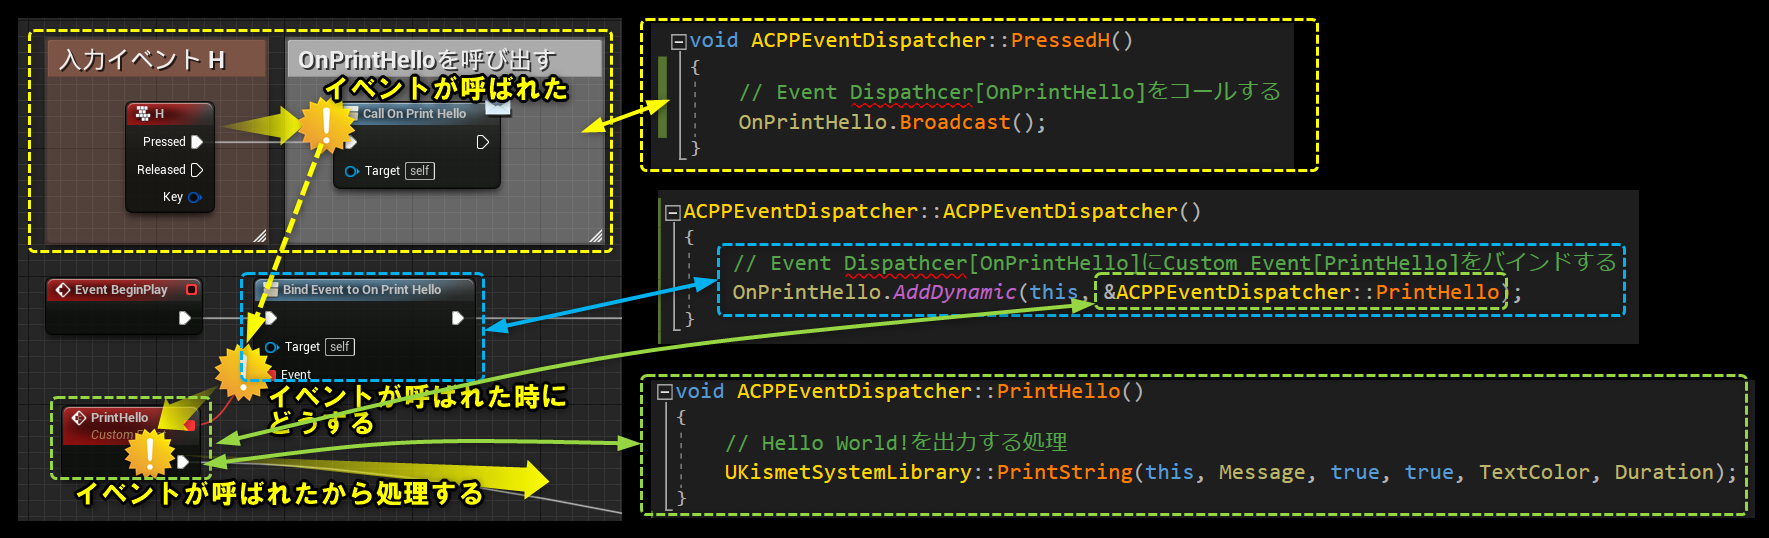 入力イベント H
OnPrintHelloを呼び出す
イベントが呼ばれた
H
Pressed
Released
Key
Call On Print Hello
Target self
Event BeginPlay
Bind Event to On Print Hello
Target self
Event
イベントが呼ばれた時に
どうする
PrintHello
イベントが呼ばれたから処理する
void ACPPEventDispatcher::PressedH()
{
// Event Dispathcer[OnPrintHello]をコールする
OnPrintHello.Broadcast();
}
ACPPEventDispatcher::ACPPEventDispatcher()
{
// Event Dispathcer[OnPrintHello]にCustom Event[PrintHello]をバインドする
OnPrintHello.AddDynamic(this, &ACPPEventDispatcher::PrintHello);
}
void ACPPEventDispatcher::PrintHello()
{
// Hello World!を出力する処理
UKismetSystemLibrary::PrintString(this, Message, true, true, TextColor, Duration);
}